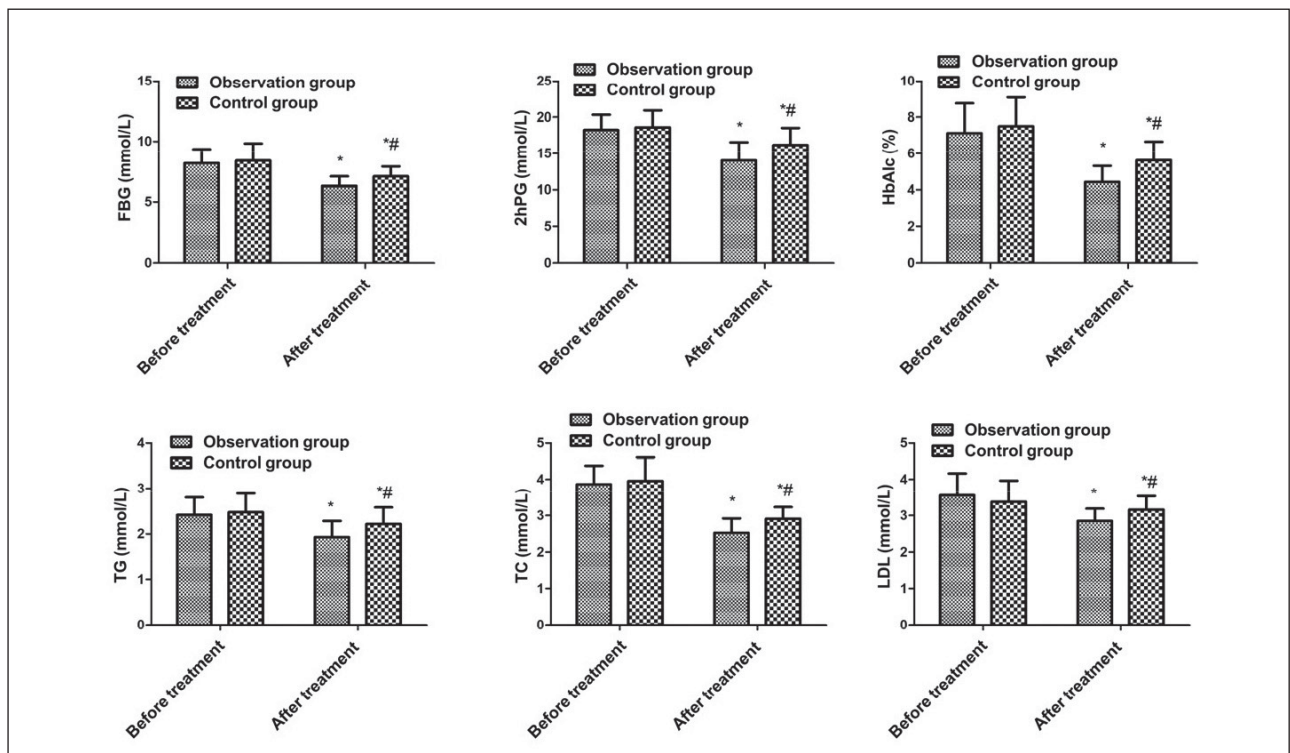 Observation group
Control group
FBG (mmol/L)
15
10
5
0
*
*#
Before treatment
After treatment
Observation group
Control group
2hPG (mmol/L)
25
20
15
10
5
0
*
*#
Before treatment
After treatment
Observation group
Control group
HbAlc (%)
10
8
6
4
2
0
*
*#
Before treatment
After treatment
Observation group
Control group
TG (mmol/L)
4
3
2
1
0
*
*#
Before treatment
After treatment
Observation group
Control group
TC (mmol/L)
5
4
3
2
1
0
*
*#
Before treatment
After treatment
Observation group
Control group
LDL (mmol/L)
5
4
3
2
1
0
*
*#
Before treatment
After treatment